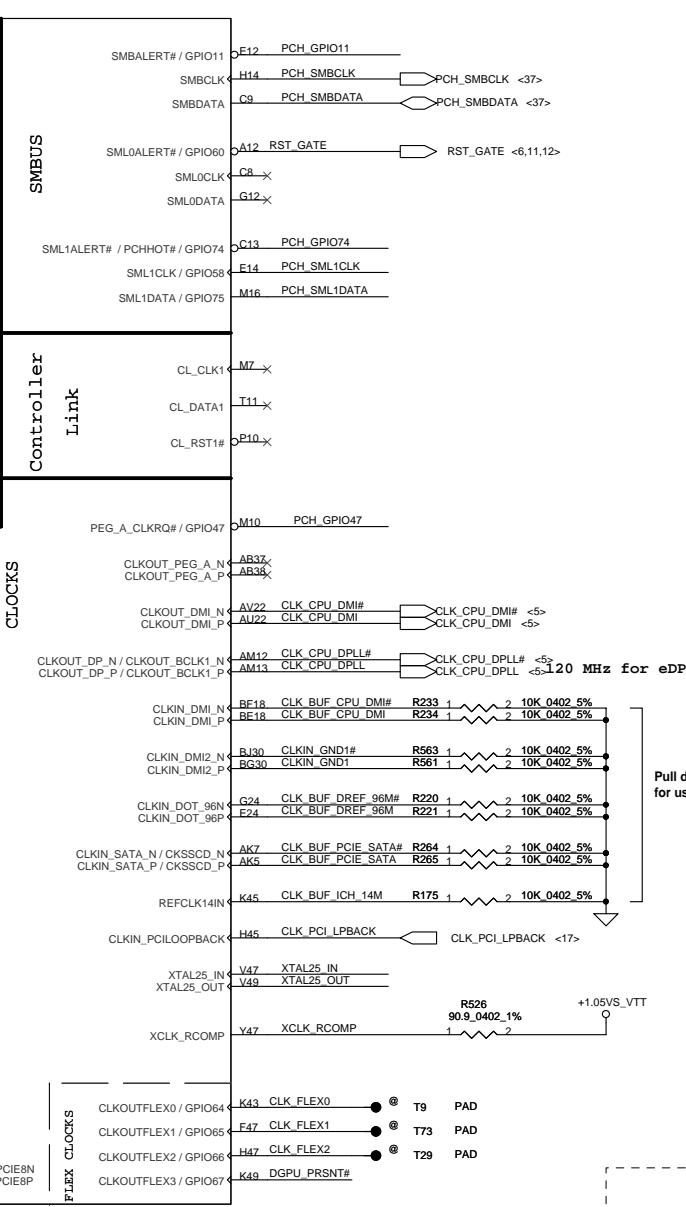 SMBUS
SMBALERT# / GPIO11 E12 PCH_GPIO11
SMBCLK H14 PCH_SMBCLK PCH_SMBCLK <37>
SMBDATA C9 PCH_SMBDATA PCH_SMBDATA <37>
SML0ALERT# / GPIO60 A12 RST_GATE RST_GATE <6,11,12>
SML0CLK C8
SML0DATA G12
SML1ALERT# / PCHHOT# / GPIO74 C13 PCH_GPIO74
SML1CLK / GPIO58 E14 PCH_SML1CLK
SML1DATA / GPIO75 M16 PCH_SML1DATA
Controller
Link
CL_CLK1 M7
CL_DATA1 T11
CL_RST1# P10
CLOCKS
PEG_A_CLKRQ# / GPIO47 M10 PCH_GPIO47
CLKOUT_PEG_A_N AB37
CLKOUT_PEG_A_P AB38
CLKOUT_DMI_N AV22 CLK_CPU_DMI# CLK_CPU_DMI# <5>
CLKOUT_DMI_P AU22 CLK_CPU_DMI CLK_CPU_DMI <5>
CLKOUT_DP_N / CLKOUT_BCLK1_N AM12 CLK_CPU_DPLL# CLK_CPU_DPLL# <5>
CLKOUT_DP_P / CLKOUT_BCLK1_P AM13 CLK_CPU_DPLL CLK_CPU_DPLL <5> 120 MHz for eDP
CLKIN_DMI_N BF18 CLK_BUF_CPU_DMI# R233 1 2 10K_0402_5%
CLKIN_DMI_P BE18 CLK_BUF_CPU_DMI R234 1 2 10K_0402_5%
CLKIN_DMI2_N BJ30 CLKIN_GND1# R563 1 2 10K_0402_5%
CLKIN_DMI2_P BG30 CLKIN_GND1 R561 1 2 10K_0402_5%
Pull d
for us
CLKIN_DOT_96N G24 CLK_BUF_DREF_96M# R220 1 2 10K_0402_5%
CLKIN_DOT_96P E24 CLK_BUF_DREF_96M R221 1 2 10K_0402_5%
CLKIN_SATA_N / CKSSCD_N AK7 CLK_BUF_PCIE_SATA# R264 1 2 10K_0402_5%
CLKIN_SATA_P / CKSSCD_P AK5 CLK_BUF_PCIE_SATA R265 1 2 10K_0402_5%
REFCLK14IN K45 CLK_BUF_ICH_14M R175 1 2 10K_0402_5%
CLKIN_PCILOOPBACK H45 CLK_PCI_LPBACK CLK_PCI_LPBACK <17>
XTAL25_IN V47 XTAL25_IN
XTAL25_OUT V49 XTAL25_OUT
R526 +1.05VS_VTT
90.9_0402_1%
XCLK_RCOMP Y47 XCLK_RCOMP 1 2
FLEX CLOCKS
CLKOUTFLEX0 / GPIO64 K43 CLK_FLEX0 @ T9 PAD
CLKOUTFLEX1 / GPIO65 F47 CLK_FLEX1 @ T73 PAD
CLKOUTFLEX2 / GPIO66 H47 CLK_FLEX2 @ T29 PAD
CLKOUTFLEX3 / GPIO67 K49 DGPU_PRSNT#
PCIE8N
PCIE8P